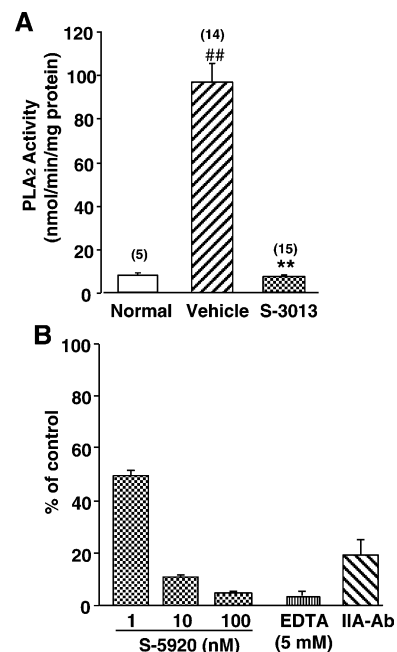 A
120
(14)
##
100
80
60
40
20
0
PLA2 Activity
(nmol/min/mg protein)
(5)
(15)
**
Normal Vehicle S-3013
B
100
80
60
40
20
0
% of control
1 10 100 EDTA IIA-Ab
S-5920 (nM) (5 mM)